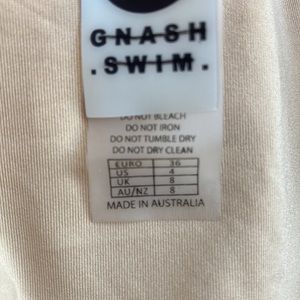 GNASH
.SWIM.
DO NOT BLEACH
DO NOT IRON
DO NOT TUMBLE DRY
DO NOT DRY CLEAN
EURO 36
US 4
UK 8
AU/NZ 8
MADE IN AUSTRALIA